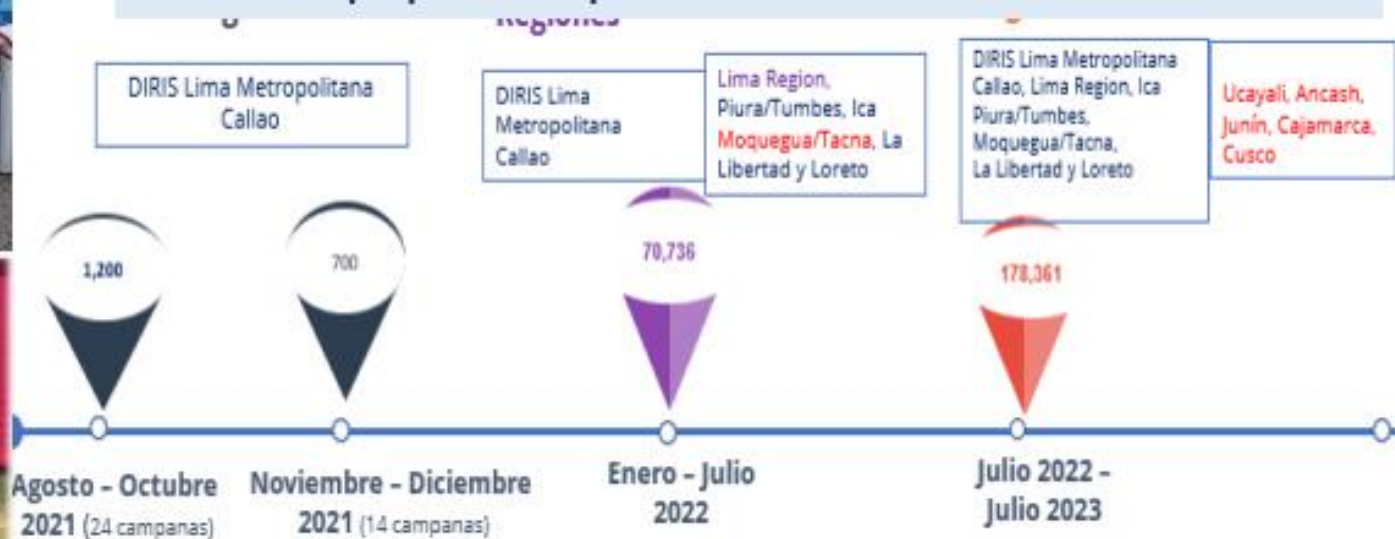 Regiones
DIRIS Lima Metropolitana
Callao
DIRIS Lima
Metropolitana
Callao
Lima Region,
Piura/Tumbes, Ica
Moquegua/Tacna, La
Libertad y Loreto
DIRIS Lima Metropolitana
Callao, Lima Region, Ica
Piura/Tumbes,
Moquegua/Tacna,
La Libertad y Loreto
Ucayali, Ancash,
Junín, Cajamarca,
Cusco
1,200
700
70,736
178,361
Agosto – Octubre
2021 (24 campanas)
Noviembre – Diciembre
2021 (14 campanas)
Enero – Julio
2022
Julio 2022 –
Julio 2023